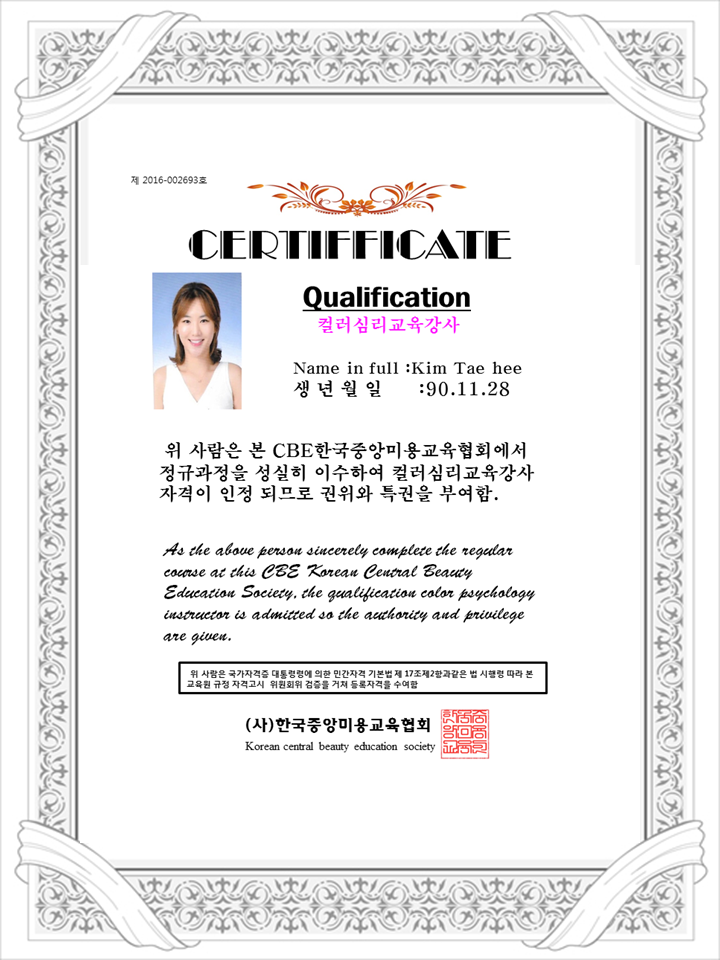 제 2016-002693호
CERTIFFICATE
Qualification
컬러심리교육강사
Name in full :Kim Tae hee
생 년 월 일 :90.11.28
위 사람은 본 CBE한국중앙미용교육협회에서
정규과정을 성실히 이수하여 컬러심리교육강사
자격이 인정 되므로 권위와 특권을 부여함.
As the above person sincerely complete the regular
course at this CBE Korean Central Beauty
Education Society, the qualification color psychology
instructor is admitted so the authority and privilege
are given.
위 사람은 국가자격증 대통령령에 의한 민간자격 기본법 제 17조제2항과같은 법 시행령 따라 본
교육원 규정 자격고시 위원회위 검증을 거쳐 등록자격을 수여함
(사)한국중앙미용교육협회
Korean central beauty education society